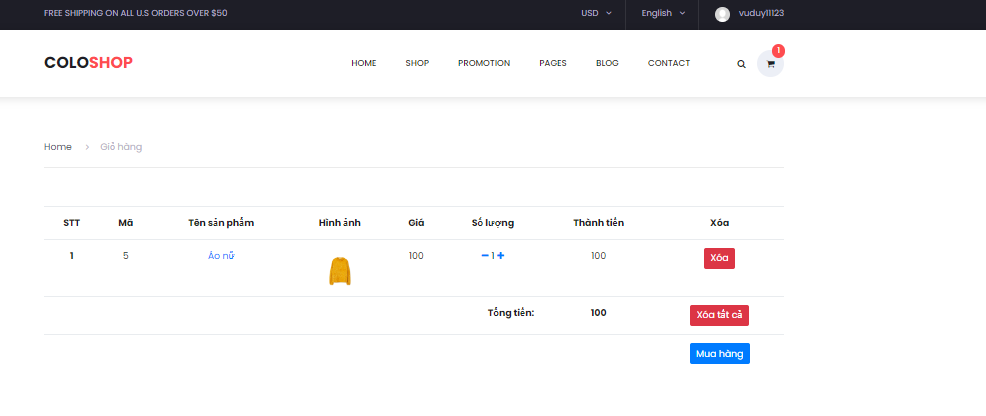 FREE SHIPPING ON ALL U.S ORDERS OVER $50 USD English vuduy11123
COLOSHOP HOME SHOP PROMOTION PAGES BLOG CONTACT 1
Home > Giỏ hàng
STT Mã Tên sản phẩm Hình ảnh Giá Số lượng Thành tiền Xóa
1 5 Áo nữ 100 1 100 Xóa
Tổng tiền: 100 Xóa tất cả
Mua hàng